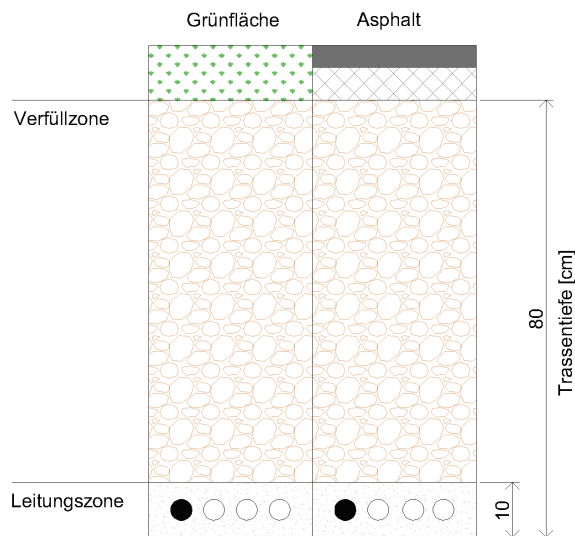 Grünfläche
Asphalt
Verfüllzone
80
Trassentiefe [cm]
Leitungszone
10